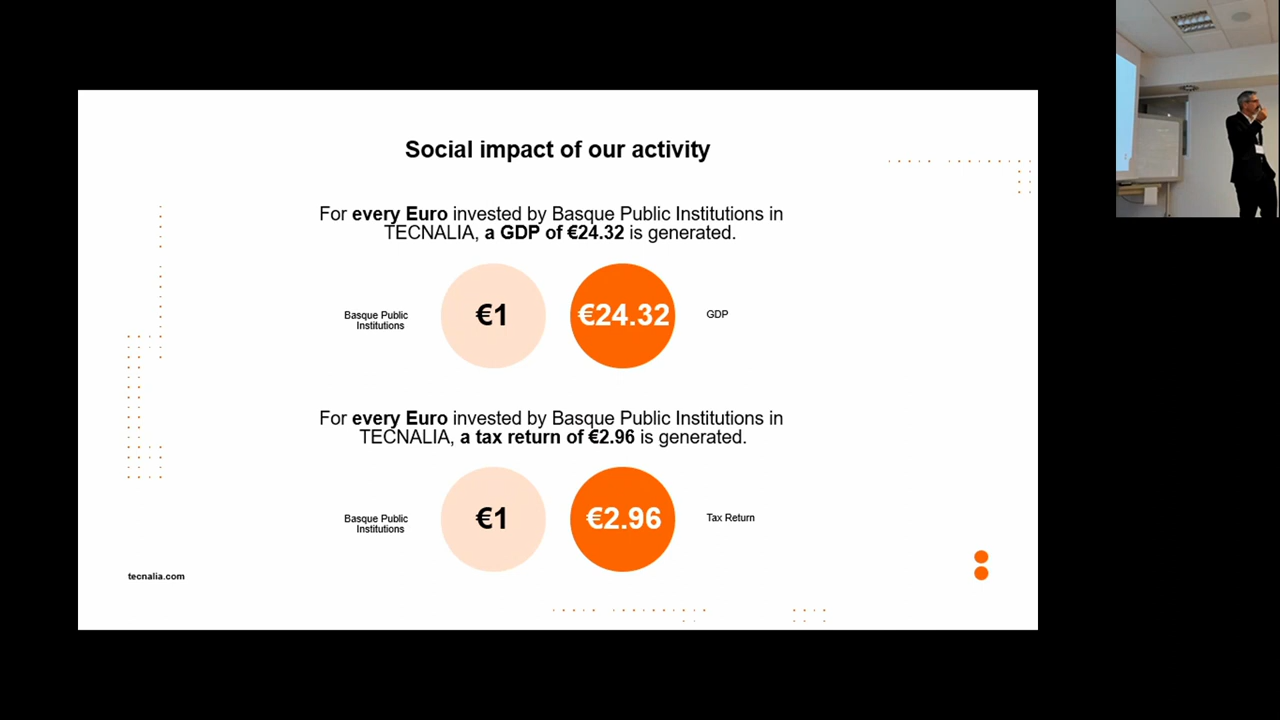 Social impact of our activity
For every Euro invested by Basque Public Institutions in
TECNALIA, a GDP of €24.32 is generated.
Basque Public
Institutions
€1
€24.32
GDP
For every Euro invested by Basque Public Institutions in
TECNALIA, a tax return of €2.96 is generated.
Basque Public
Institutions
€1
€2.96
Tax Return
tecnalia.com